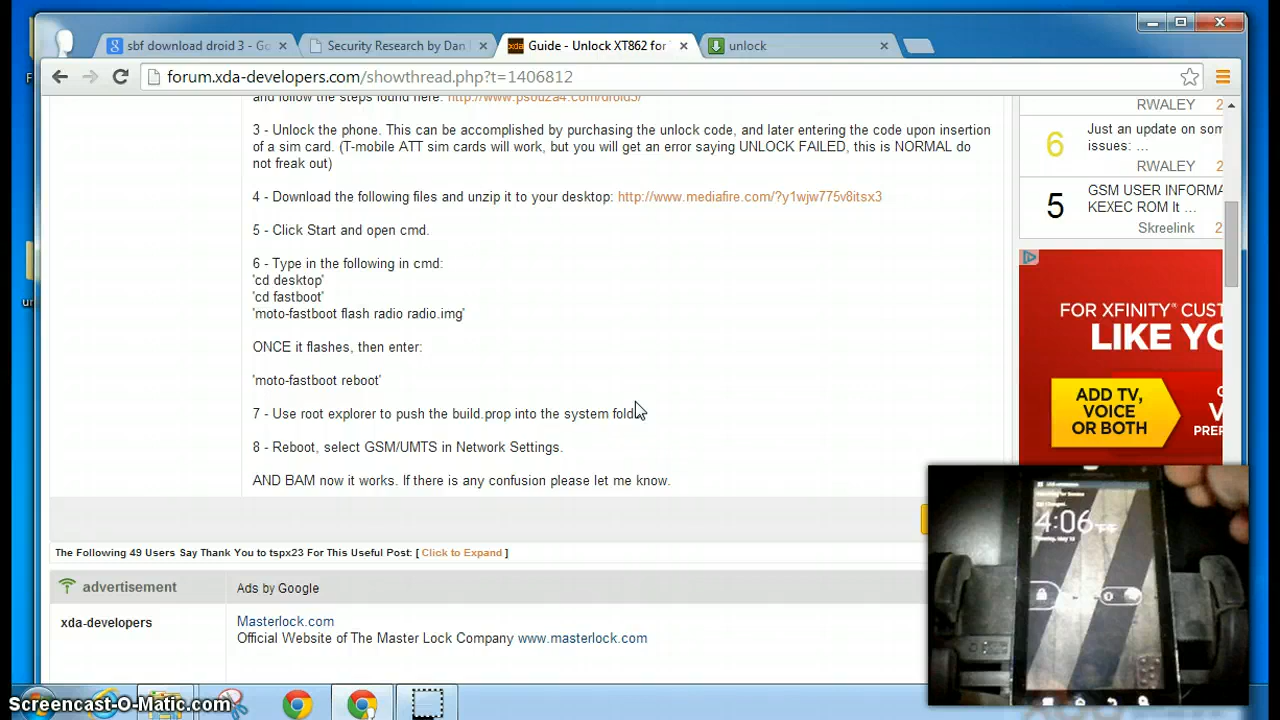 sbf download droid 3 - Go
Security Research by Dan
xda
Guide - Unlock XT862 for
unlock
forum.xda-developers.com/showthread.php?t=1406812
and follow the steps found here: http://www.psouza4.com/droid3/
3 - Unlock the phone. This can be accomplished by purchasing the unlock code, and later entering the code upon insertion
of a sim card. (T-mobile ATT sim cards will work, but you will get an error saying UNLOCK FAILED, this is NORMAL do
not freak out)
4 - Download the following files and unzip it to your desktop: http://www.mediafire.com/?y1wjw775v8itsx3
5 - Click Start and open cmd.
6 - Type in the following in cmd:
'cd desktop'
'cd fastboot'
'moto-fastboot flash radio radio.img'
ONCE it flashes, then enter:
'moto-fastboot reboot'
7 - Use root explorer to push the build.prop into the system fold
8 - Reboot, select GSM/UMTS in Network Settings.
AND BAM now it works. If there is any confusion please let me know.
The Following 49 Users Say Thank You to tspx23 For This Useful Post: [ Click to Expand ]
advertisement
Ads by Google
xda-developers
Masterlock.com
Official Website of The Master Lock Company www.masterlock.com
RWALEY 2
6
Just an update on som
issues: …
RWALEY 2
5
GSM USER INFORMA
KEXEC ROM It …
Skreelink 2
FOR XFINITY CUST
LIKE YO
ADD TV,
VOICE
OR BOTH
V
PREP
4:06
Screencast-O-Matic.com